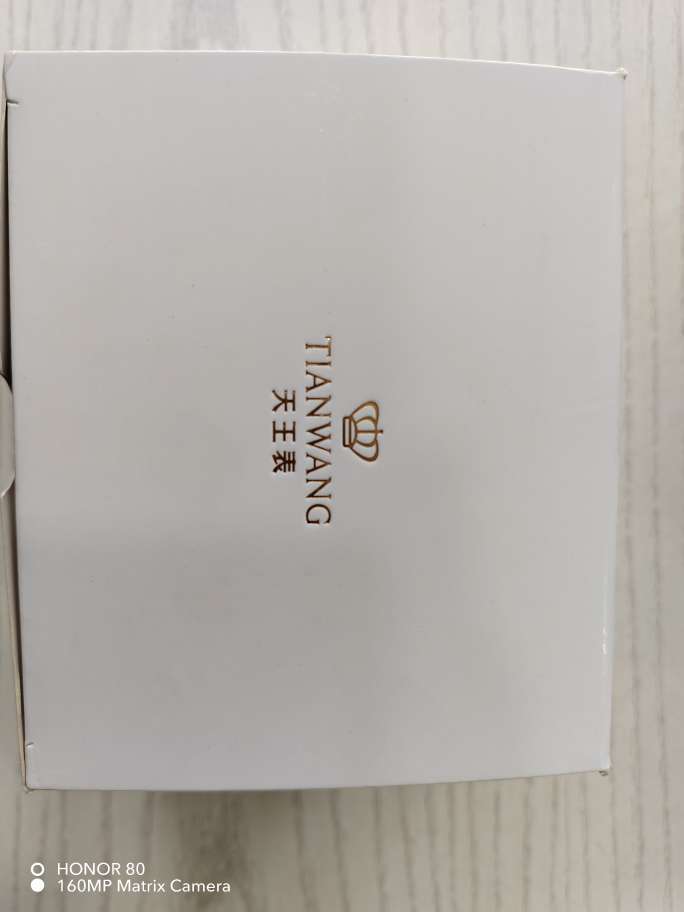 TIANWANG
天王表
HONOR 80
160MP Matrix Camera